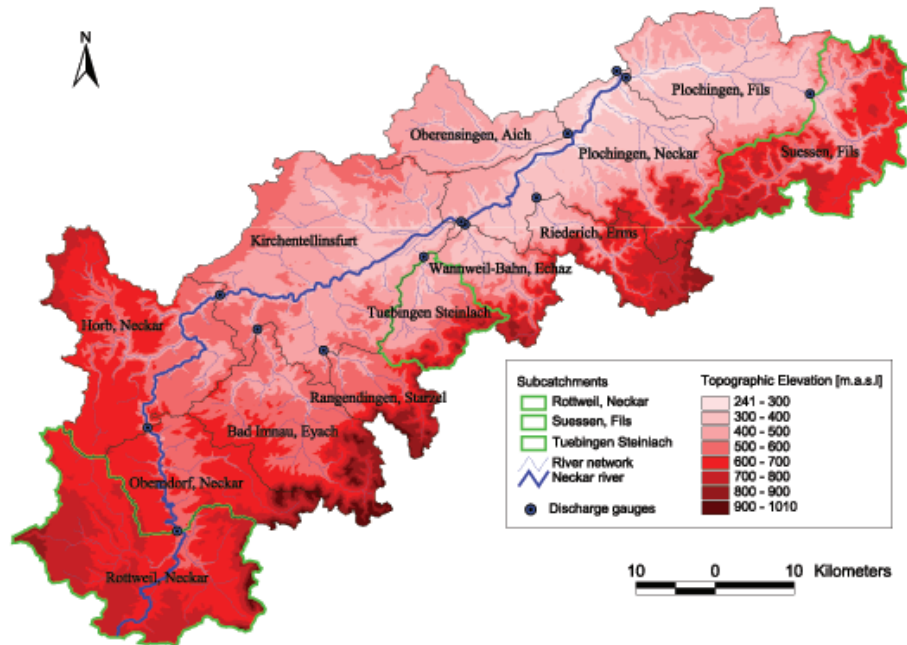 N
Plochingen, Fils
Oberensingen, Aich
Plochingen, Neckar
Suessen, Fils
Kirchentellinsfurt
Riederich, Erms
Wannweil-Bahn, Echaz
Tuebingen Steinlach
Horb, Neckar
Rangendingen, Starzel
Bad Imnau, Eyach
Oberndorf, Neckar
Rottweil, Neckar
Subcatchments
Rottweil, Neckar
Suessen, Fils
Tuebingen Steinlach
River network
Neckar river
Discharge gauges
Topographic Elevation [m.a.s.l]
241 - 300
300 - 400
400 - 500
500 - 600
600 - 700
700 - 800
800 - 900
900 - 1010
10 0 10 Kilometers